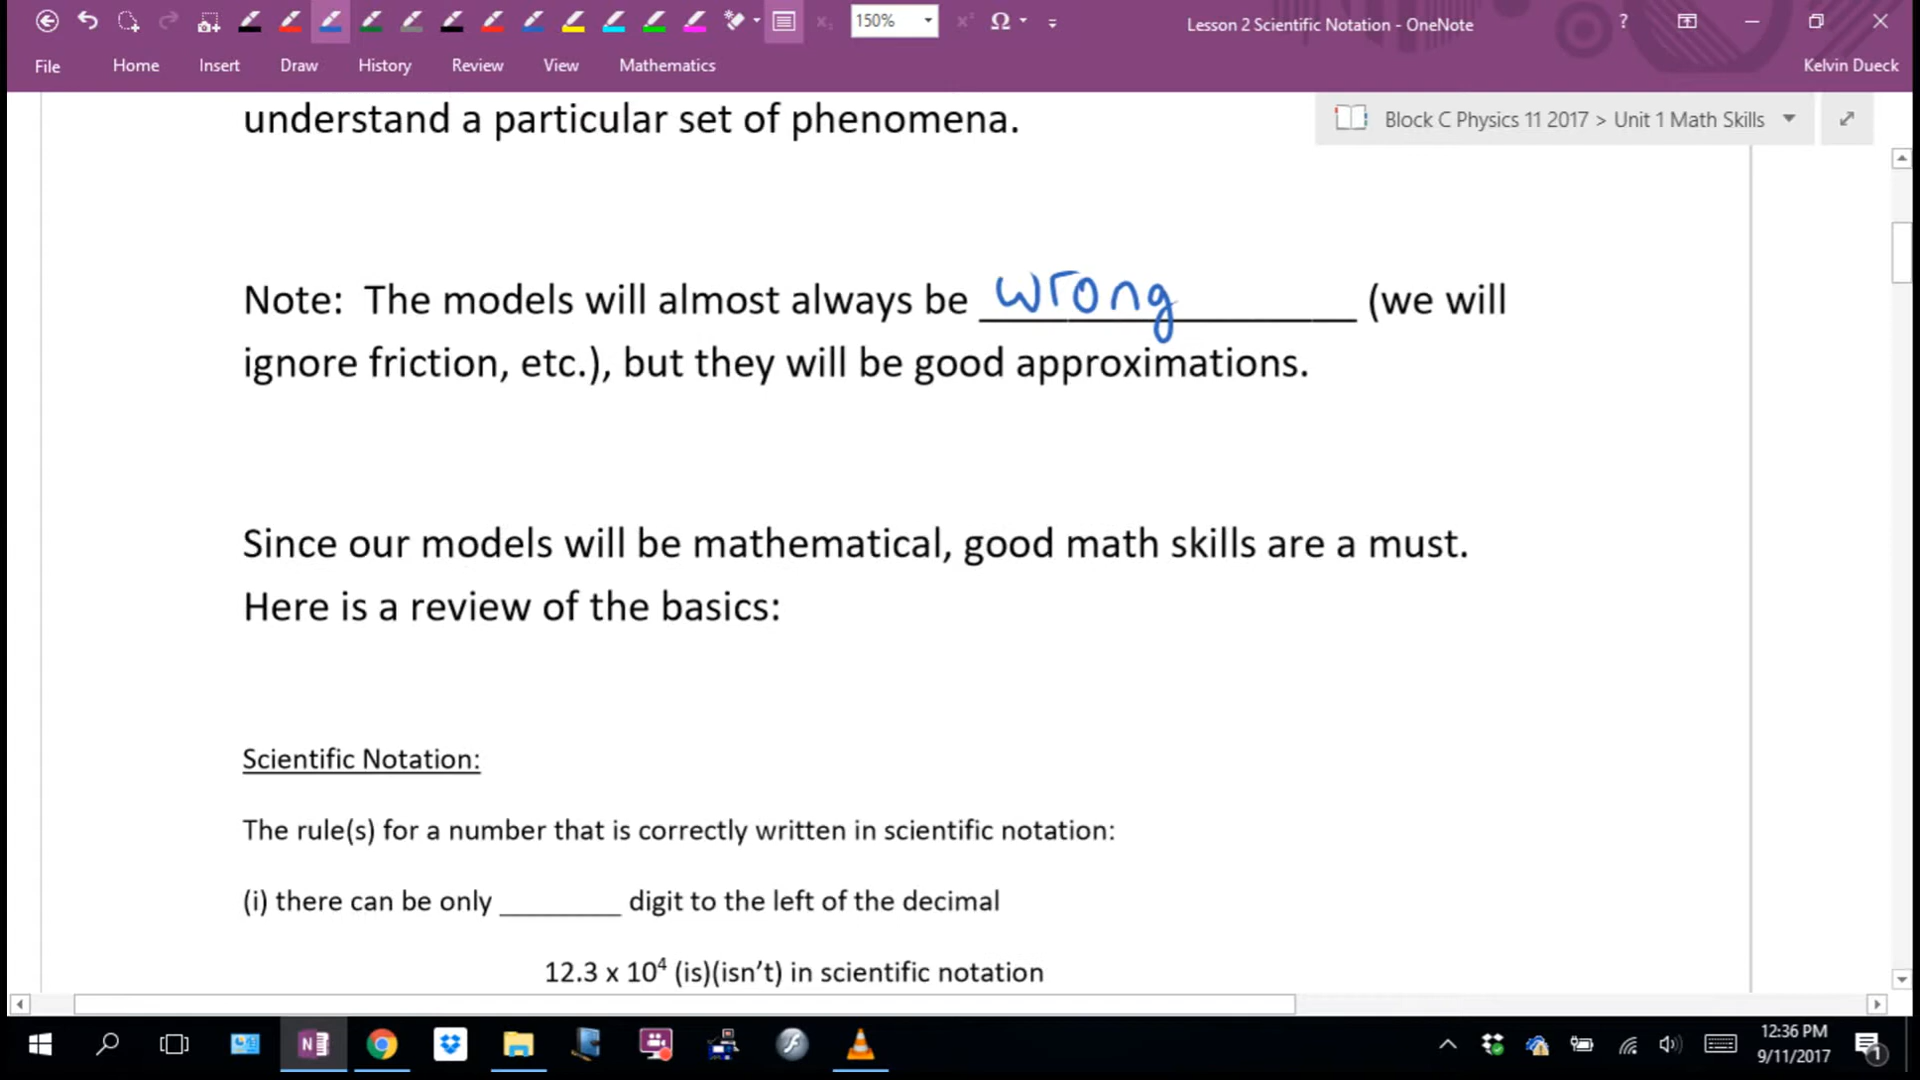 150%
Ω
Lesson 2 Scientific Notation - OneNote
?
File
Home
Insert
Draw
History
Review
View
Mathematics
Kelvin Dueck
Block C Physics 11 2017 > Unit 1 Math Skills
understand a particular set of phenomena.
Note: The models will almost always be wrong (we will
ignore friction, etc.), but they will be good approximations.
Since our models will be mathematical, good math skills are a must.
Here is a review of the basics:
Scientific Notation:
The rule(s) for a number that is correctly written in scientific notation:
(i) there can be only ________ digit to the left of the decimal
12.3 x 10⁴ (is)(isn’t) in scientific notation
12:36 PM
9/11/2017
1